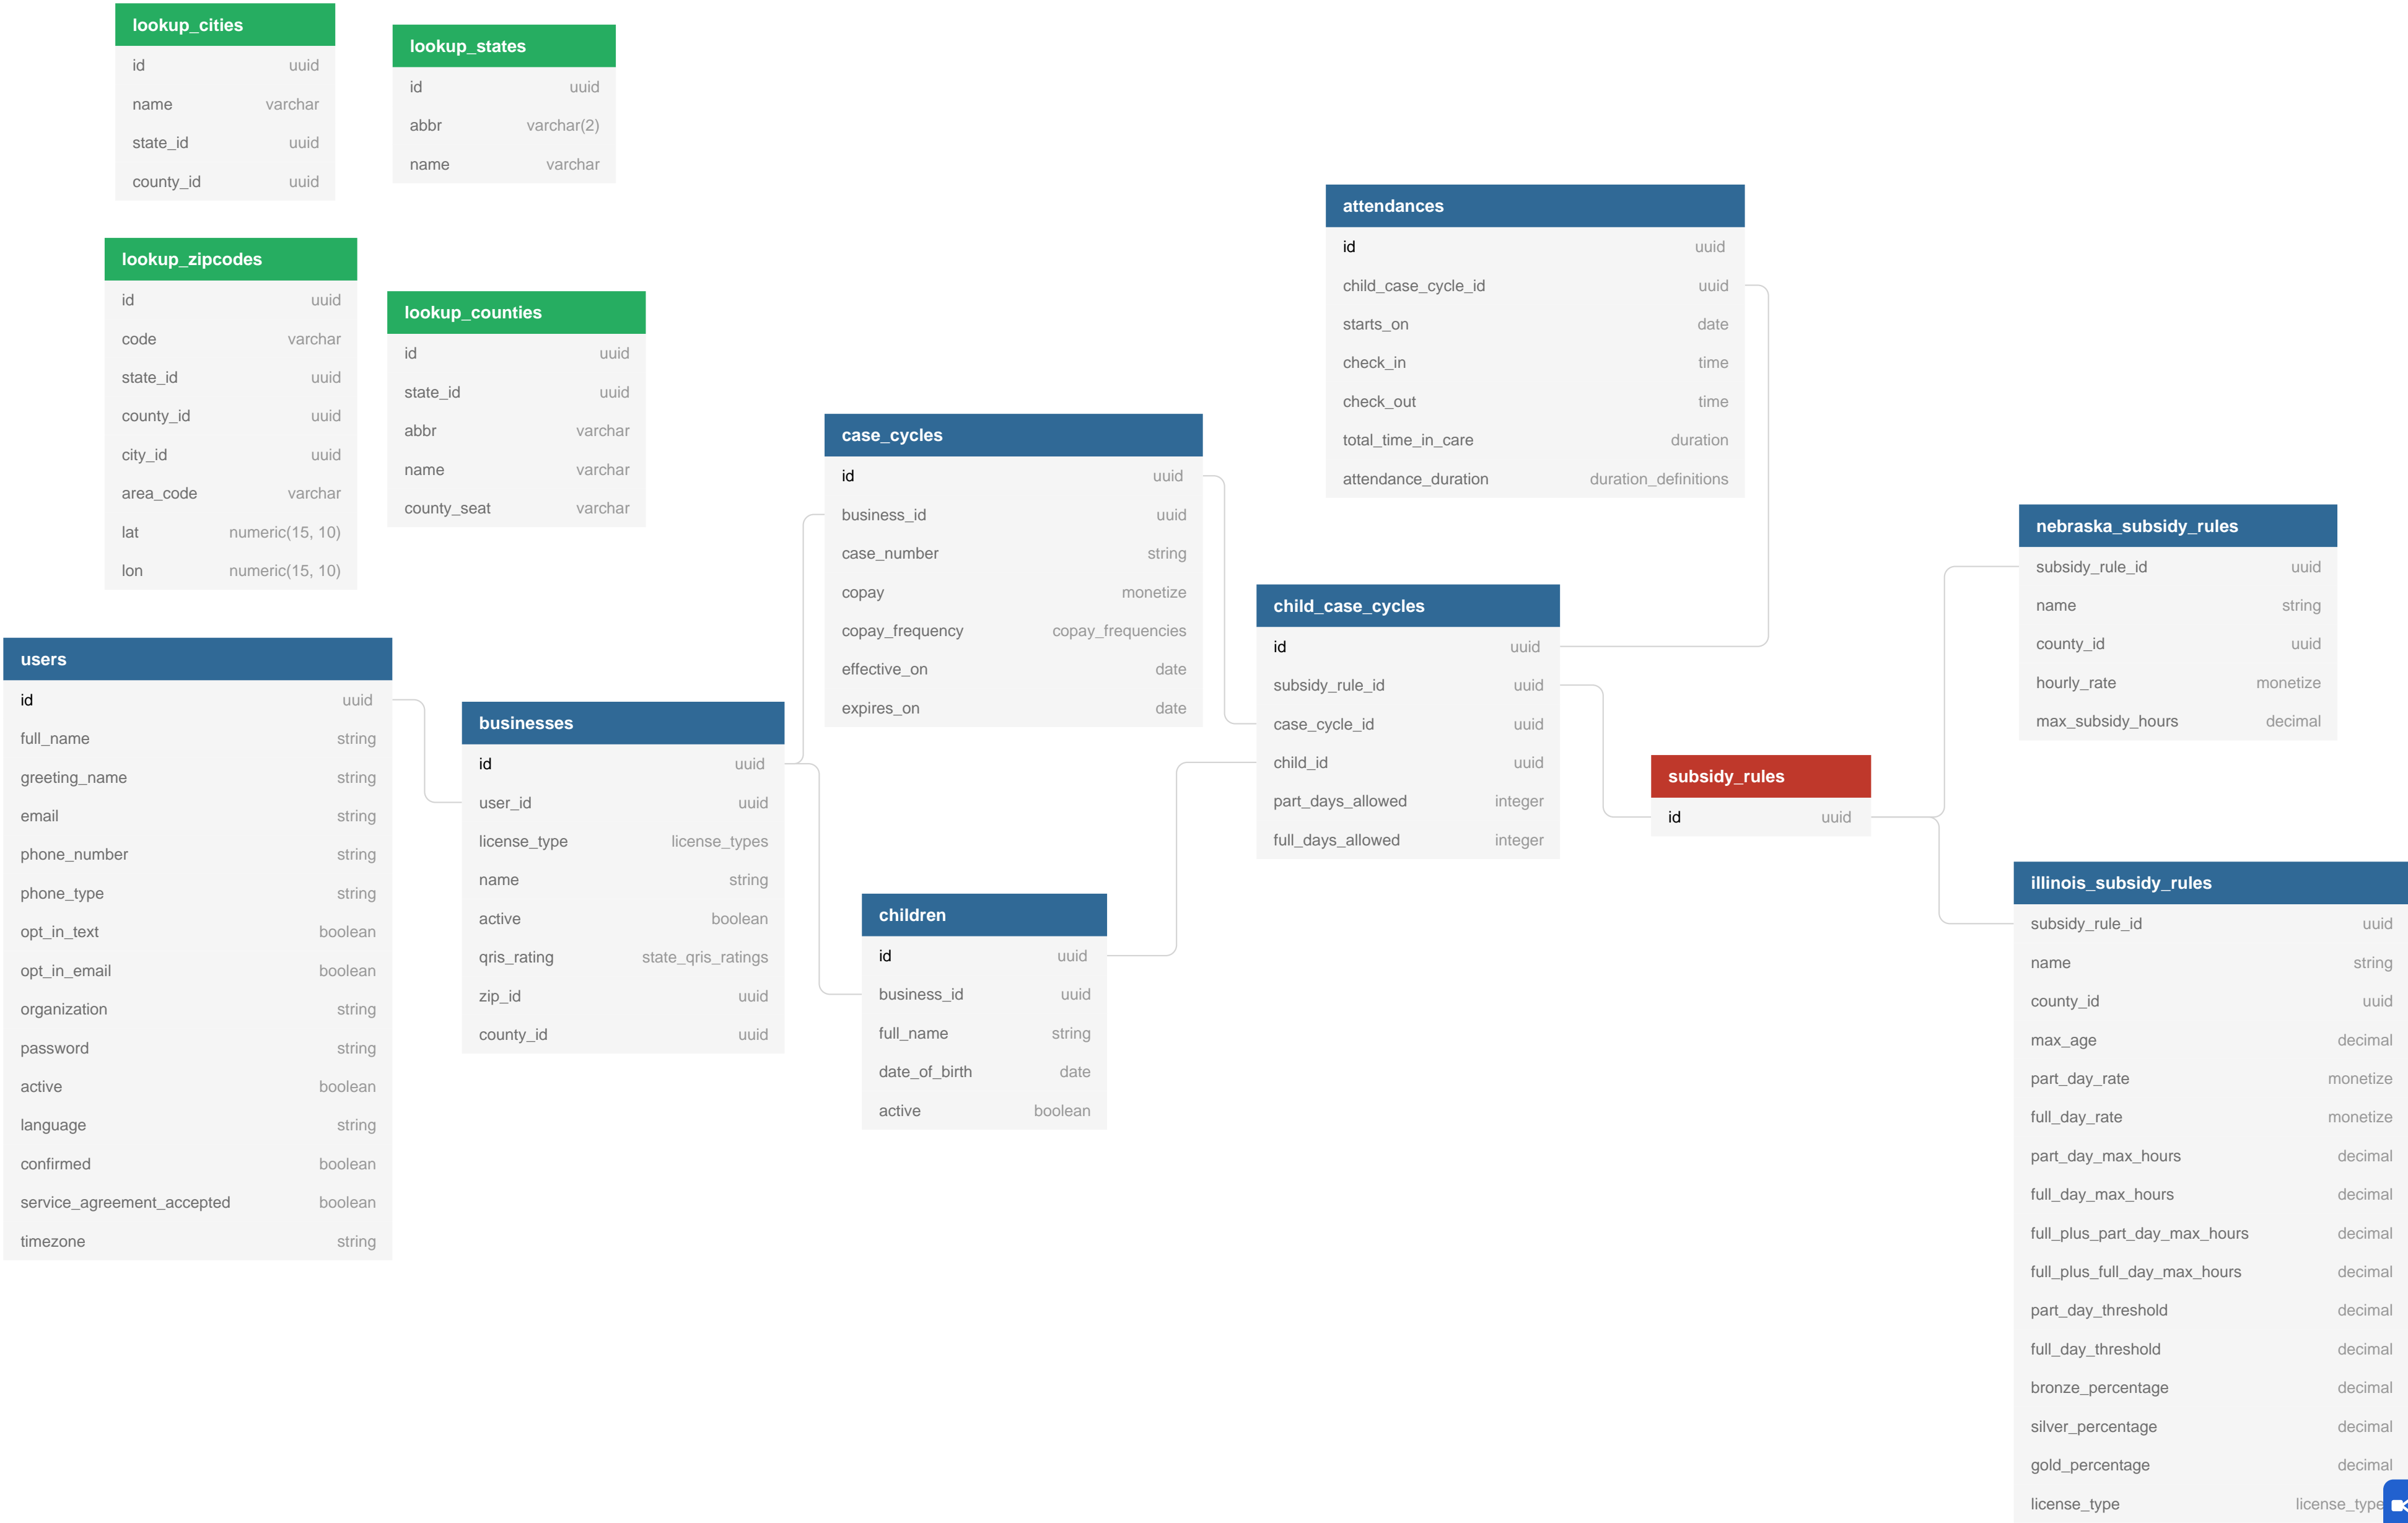 lookup_cities
id uuid
name varchar
state_id uuid
county_id uuid
lookup_states
id uuid
abbr varchar(2)
name varchar
lookup_zipcodes
id uuid
code varchar
state_id uuid
county_id uuid
city_id uuid
area_code varchar
lat numeric(15, 10)
lon numeric(15, 10)
lookup_counties
id uuid
state_id uuid
abbr varchar
name varchar
county_seat varchar
users
id uuid
full_name string
greeting_name string
email string
phone_number string
phone_type string
opt_in_text boolean
opt_in_email boolean
organization string
password string
active boolean
language string
confirmed boolean
service_agreement_accepted boolean
timezone string
businesses
id uuid
user_id uuid
license_type license_types
name string
active boolean
qris_rating state_qris_ratings
zip_id uuid
county_id uuid
case_cycles
id uuid
business_id uuid
case_number string
copay monetize
copay_frequency copay_frequencies
effective_on date
expires_on date
children
id uuid
business_id uuid
full_name string
date_of_birth date
active boolean
attendances
id uuid
child_case_cycle_id uuid
starts_on date
check_in time
check_out time
total_time_in_care duration
attendance_duration duration_definitions
child_case_cycles
id uuid
subsidy_rule_id uuid
case_cycle_id uuid
child_id uuid
part_days_allowed integer
full_days_allowed integer
subsidy_rules
id uuid
nebraska_subsidy_rules
subsidy_rule_id uuid
name string
county_id uuid
hourly_rate monetize
max_subsidy_hours decimal
illinois_subsidy_rules
subsidy_rule_id uuid
name string
county_id uuid
max_age decimal
part_day_rate monetize
full_day_rate monetize
part_day_max_hours decimal
full_day_max_hours decimal
full_plus_part_day_max_hours decimal
full_plus_full_day_max_hours decimal
part_day_threshold decimal
full_day_threshold decimal
bronze_percentage decimal
silver_percentage decimal
gold_percentage decimal
license_type license_type